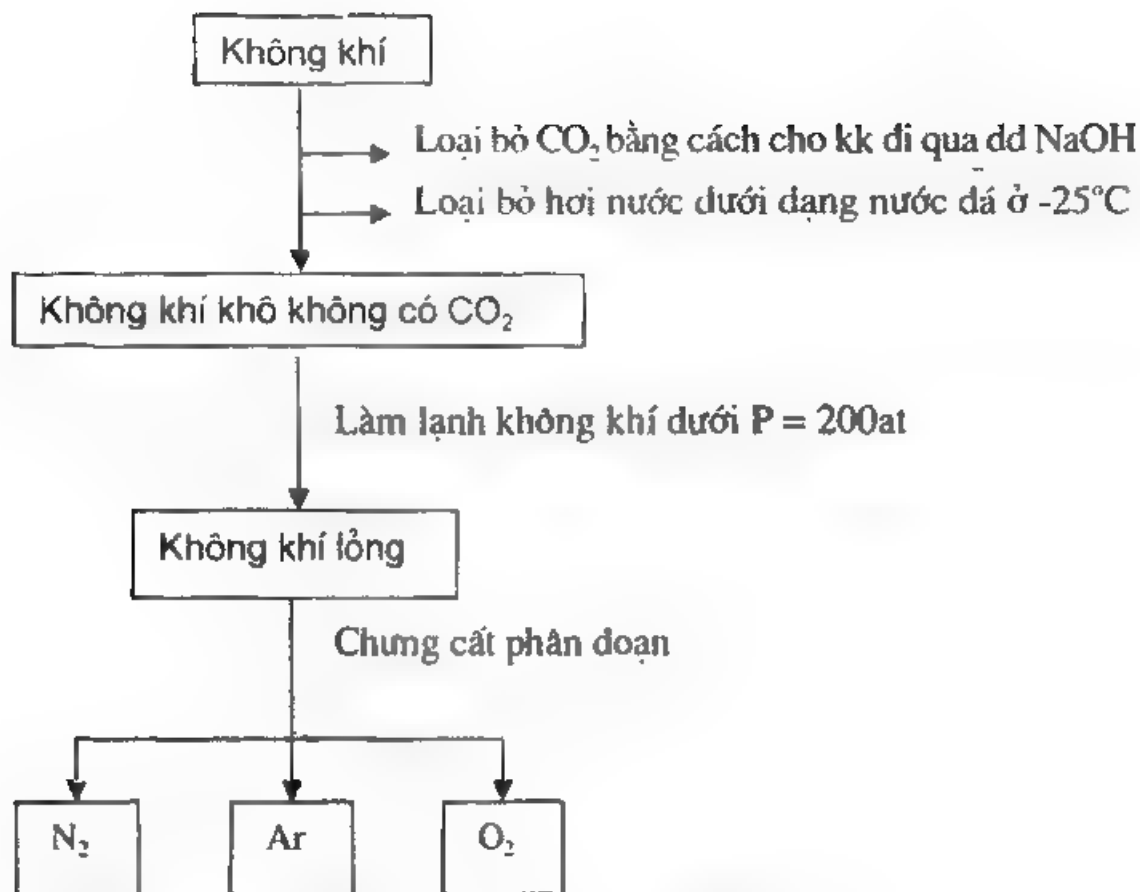 Không khí
Loại bỏ CO₂ bằng cách cho kk đi qua dd NaOH
Loại bỏ hơi nước dưới dạng nước đá ở -25°C
Không khí khô không có CO₂
Làm lạnh không khí dưới P = 200at
Không khí lỏng
Chưng cất phân đoạn
N₂ Ar O₂